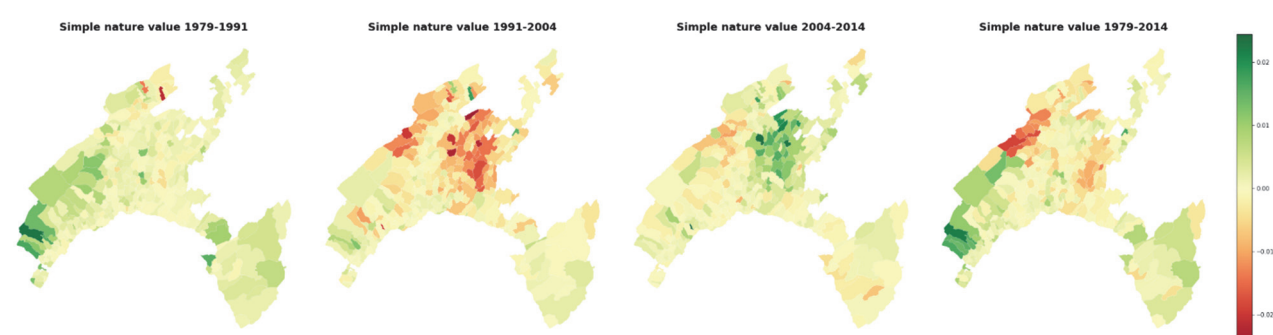 Simple nature value 1979-1991
Simple nature value 1991-2004
Simple nature value 2004-2014
Simple nature value 1979-2014
0.02
0.01
0.00
−0.01
−0.02